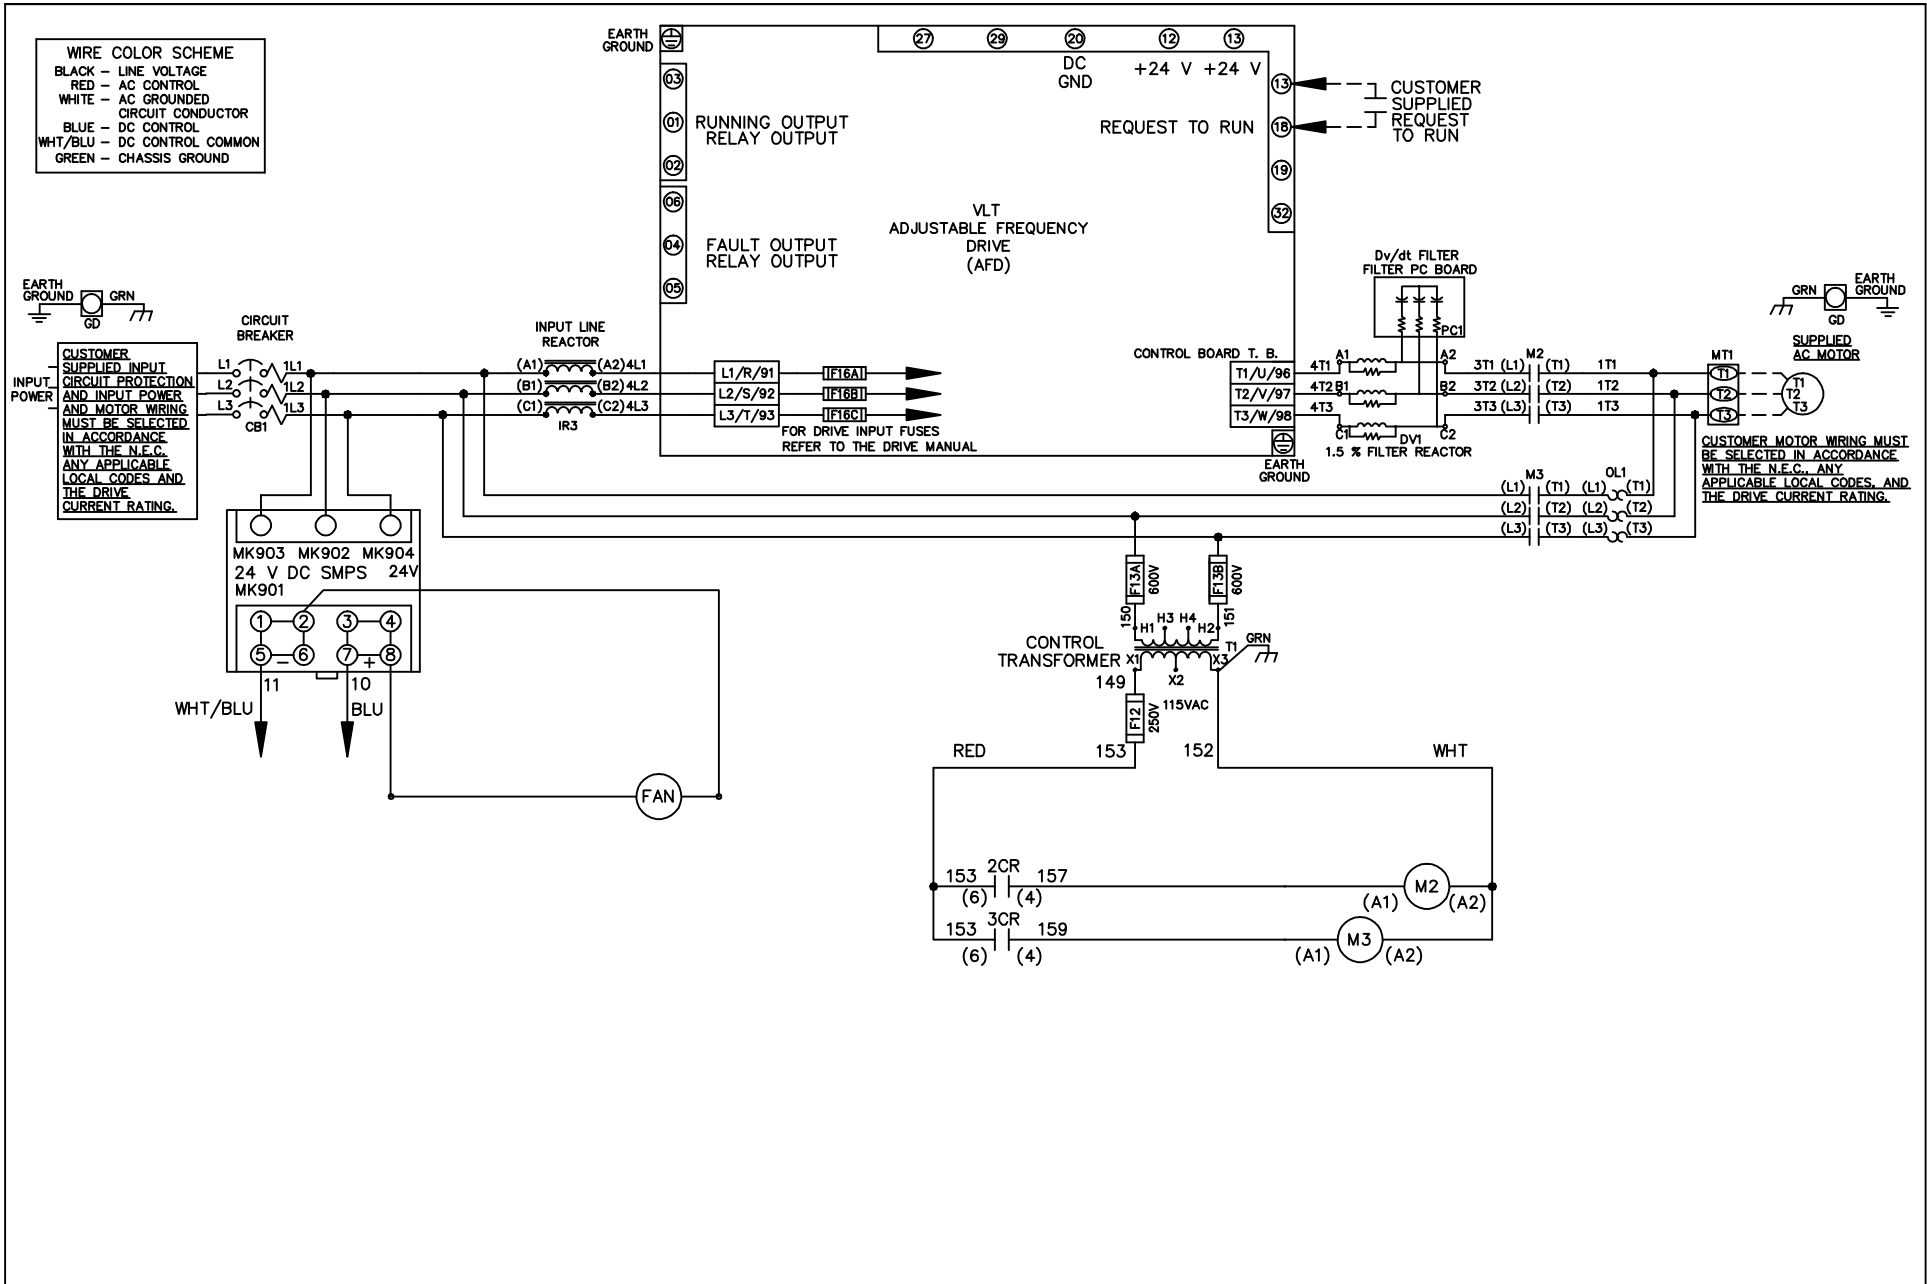 WIRE COLOR SCHEME
BLACK – LINE VOLTAGE
RED – AC CONTROL
WHITE – AC GROUNDED
CIRCUIT CONDUCTOR
BLUE – DC CONTROL
WHT/BLU – DC CONTROL COMMON
GREEN – CHASSIS GROUND
EARTH
GROUND
27 29 20 12 13
DC
GND
+24 V +24 V
03
01
02
RUNNING OUTPUT
RELAY OUTPUT
06
04
05
FAULT OUTPUT
RELAY OUTPUT
VLT
ADJUSTABLE FREQUENCY
DRIVE
(AFD)
13
REQUEST TO RUN 18
19
32
CUSTOMER
SUPPLIED
REQUEST
TO RUN
EARTH
GROUND
GRN
GD
INPUT
POWER
CUSTOMER
SUPPLIED INPUT
CIRCUIT PROTECTION
AND INPUT POWER
AND MOTOR WIRING
MUST BE SELECTED
IN ACCORDANCE
WITH THE N.E.C.
ANY APPLICABLE
LOCAL CODES AND
THE DRIVE
CURRENT RATING.
CIRCUIT
BREAKER
L1 1L1
L2 1L2
L3 1L3
CB1
INPUT LINE
REACTOR
(A1) (A2) 4L1
(B1) (B2) 4L2
(C1) (C2) 4L3
IR3
L1/R/91 F16A
L2/S/92 F16B
L3/T/93 F16C
FOR DRIVE INPUT FUSES
REFER TO THE DRIVE MANUAL
CONTROL BOARD T. B.
T1/U/96 4T1
T2/V/97 4T2
T3/W/98 4T3
EARTH
GROUND
Dv/dt FILTER
FILTER PC BOARD
PC1
A1 A2
B1 B2
C1 C2
DV1
1.5 % FILTER REACTOR
M2
3T1 (L1) (T1) 1T1
3T2 (L2) (T2) 1T2
3T3 (L3) (T3) 1T3
MT1
T1
T2
T3
GRN
EARTH
GROUND
GD
SUPPLIED
AC MOTOR
T1
T2
T3
CUSTOMER MOTOR WIRING MUST
BE SELECTED IN ACCORDANCE
WITH THE N.E.C., ANY
APPLICABLE LOCAL CODES, AND
THE DRIVE CURRENT RATING.
M3 OL1
(L1) (T1) (L1) (T1)
(L2) (T2) (L2) (T2)
(L3) (T3) (L3) (T3)
MK903 MK902 MK904
24 V DC SMPS 24V
MK901
1 2 3 4
5 – 6 7 + 8
11 10
WHT/BLU BLU
FAN
F13A
600V
F13B
600V
150 151
H1 H3 H4 H2
CONTROL
TRANSFORMER
T1
GRN
X1 X2 X3
149
F12
250V
115VAC
RED 153 152 WHT
2CR
153 157
(6) (4)
M2
(A1) (A2)
3CR
153 159
(6) (4)
M3
(A1) (A2)